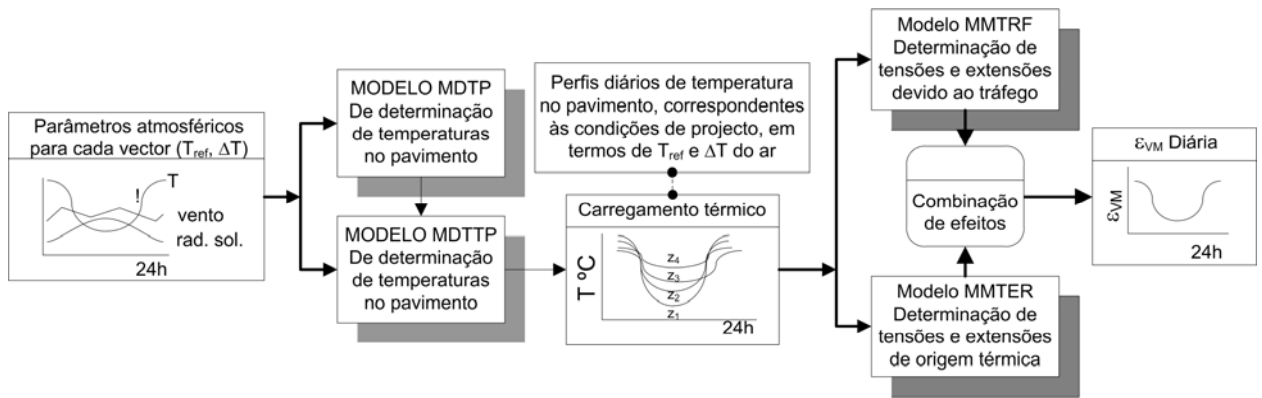 Parâmetros atmosféricos
para cada vector (Tref, ΔT)
!
T
vento
rad. sol.
24h
MODELO MDTP
De determinação
de temperaturas
no pavimento
MODELO MDTTP
De determinação
de temperaturas
no pavimento
Perfis diários de temperatura
no pavimento, correspondentes
às condições de projecto, em
termos de Tref e ΔT do ar
Carregamento térmico
T ºC
z4
z3
z2
z1
24h
Modelo MMTRF
Determinação de
tensões e extensões
devido ao tráfego
Combinação
de efeitos
Modelo MMTER
Determinação de
tensões e extensões
de origem térmica
εVM Diária
εVM
24h